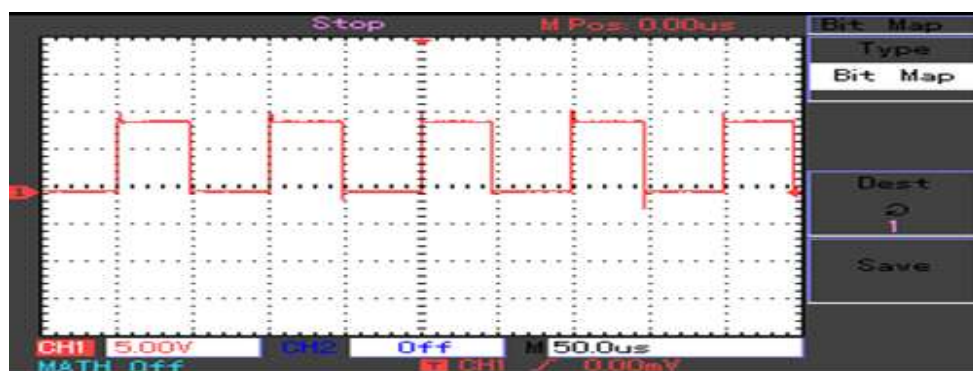 Stop M Pos: 0.00us Bit Map
Type
Bit Map
1
Dest
1
Save
CH1 5.00V CH2 Off M 50.0us
MATH Off T CH1 0.00mV